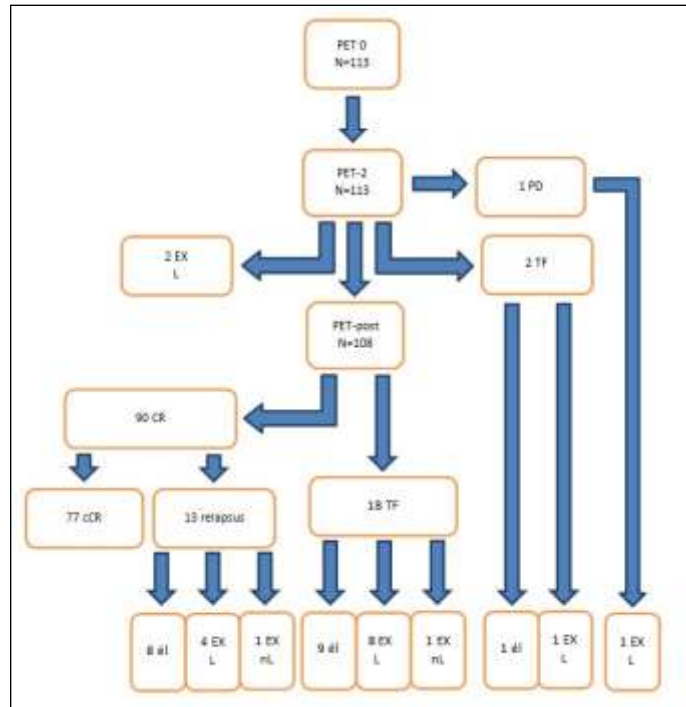 PET 0
N=113
PET-2
N=113
1 PD
2 EX
L
2 TF
PET-post
N=108
90 CR
77 cCR
13 relapsus
18 TF
8 él
4 EX
L
1 EX
nL
9 él
8 EX
L
1 EX
nL
1 él
1 EX
L
1 EX
L